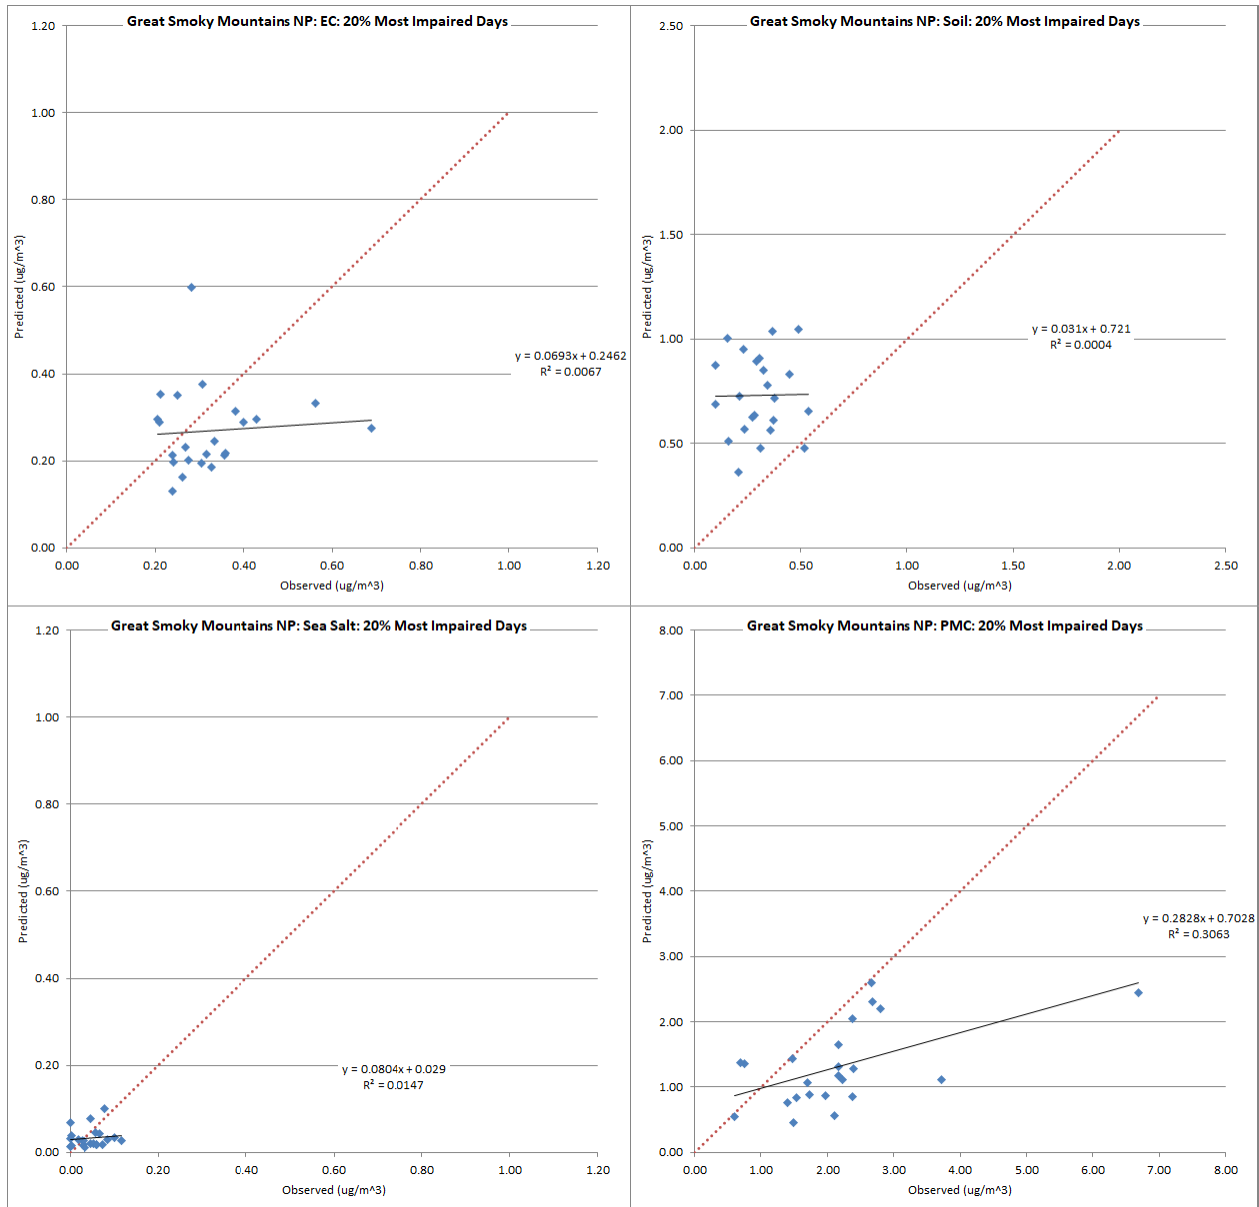 Great Smoky Mountains NP: EC: 20% Most Impaired Days
1.20
1.00
0.80
0.60
0.40
0.20
0.00
Predicted (ug/m^3)
y = 0.0693x + 0.2462
R² = 0.0067
0.00 0.20 0.40 0.60 0.80 1.00 1.20
Observed (ug/m^3)
Great Smoky Mountains NP: Soil: 20% Most Impaired Days
2.50
2.00
1.50
1.00
0.50
0.00
Predicted (ug/m^3)
y = 0.031x + 0.721
R² = 0.0004
0.00 0.50 1.00 1.50 2.00 2.50
Observed (ug/m^3)
Great Smoky Mountains NP: Sea Salt: 20% Most Impaired Days
1.20
1.00
0.80
0.60
0.40
0.20
0.00
Predicted (ug/m^3)
y = 0.0804x + 0.029
R² = 0.0147
0.00 0.20 0.40 0.60 0.80 1.00 1.20
Observed (ug/m^3)
Great Smoky Mountains NP: PMC: 20% Most Impaired Days
8.00
7.00
6.00
5.00
4.00
3.00
2.00
1.00
0.00
Predicted (ug/m^3)
y = 0.2828x + 0.7028
R² = 0.3063
0.00 1.00 2.00 3.00 4.00 5.00 6.00 7.00 8.00
Observed (ug/m^3)